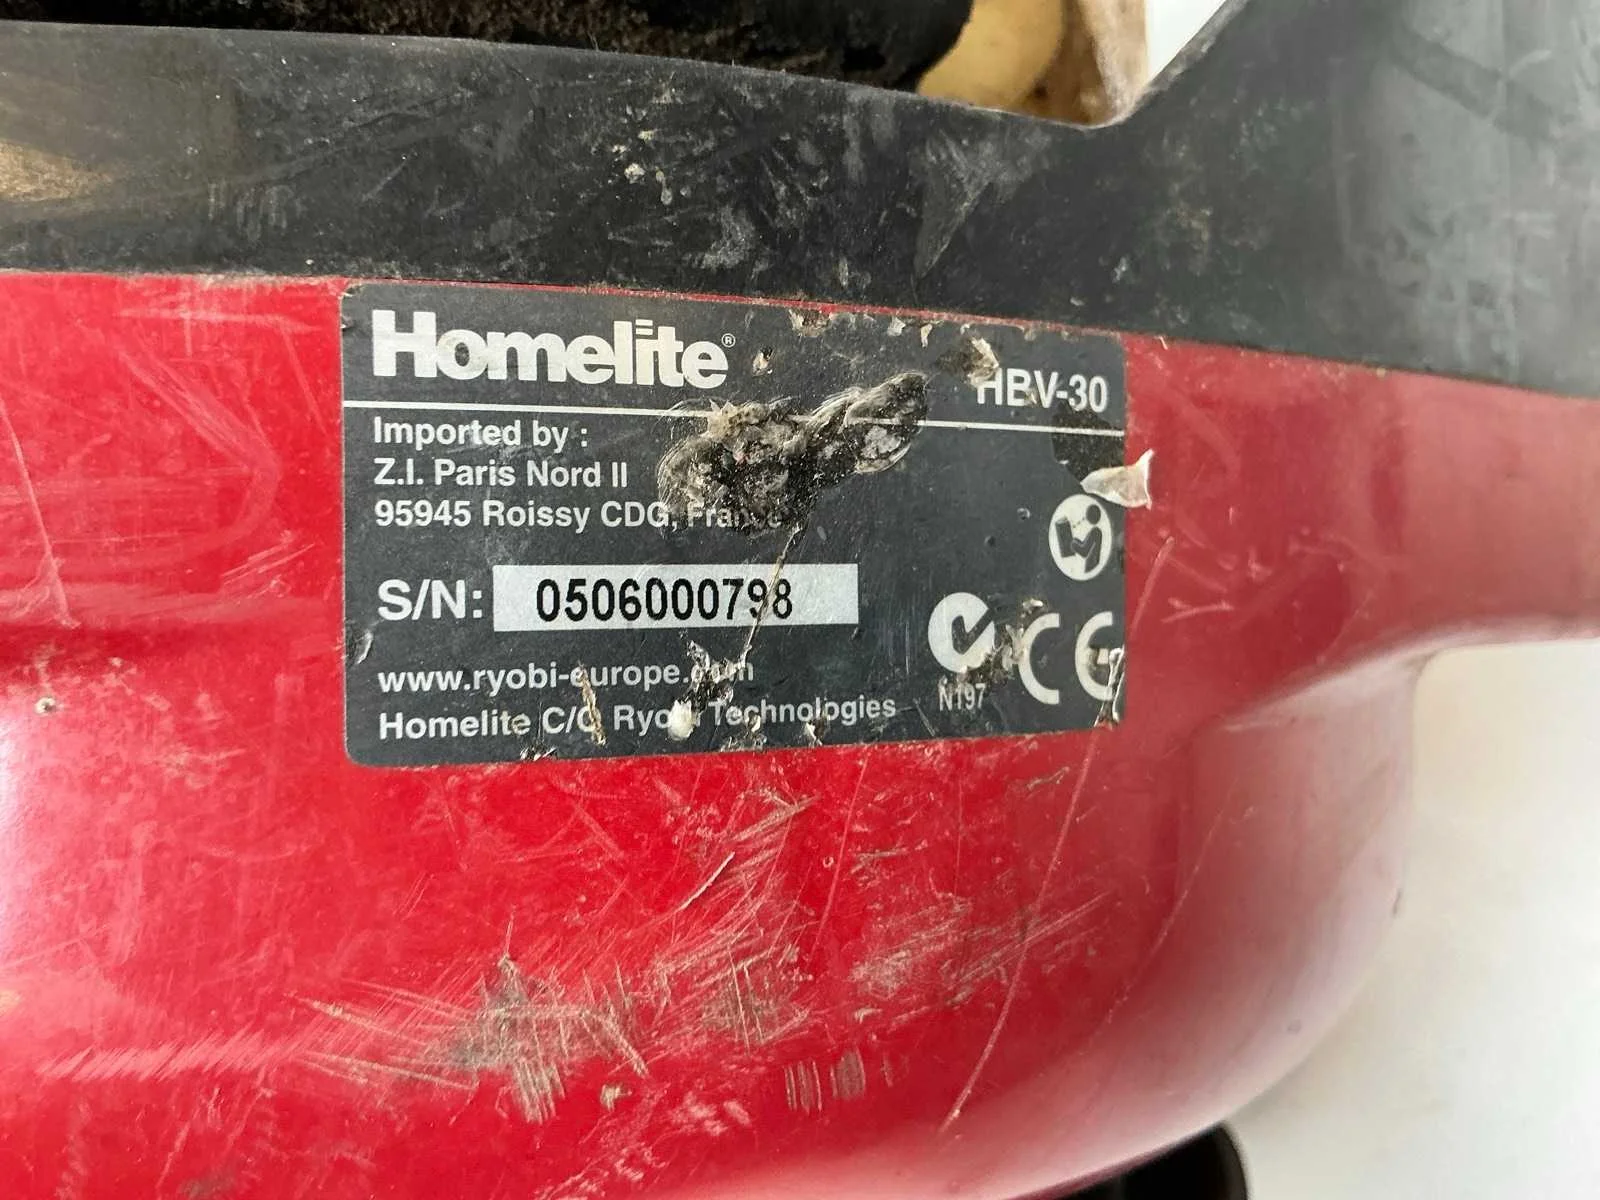 Homelite® HBV-30
Imported by :
Z.I. Paris Nord II
95945 Roissy CDG, France
S/N: 0506000798
www.ryobi-europe.com
Homelite C/O Ryobi Technologies
N197 CE